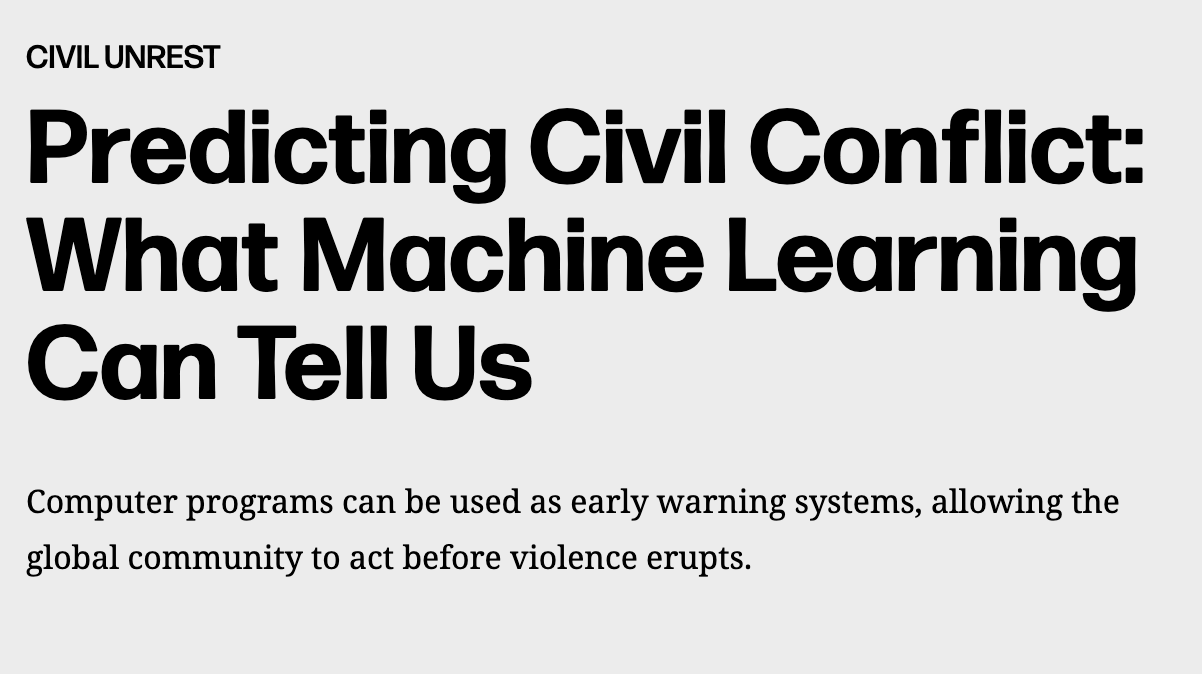 CIVIL UNREST
Predicting Civil Conflict:
What Machine Learning
Can Tell Us
Computer programs can be used as early warning systems, allowing the
global community to act before violence erupts.